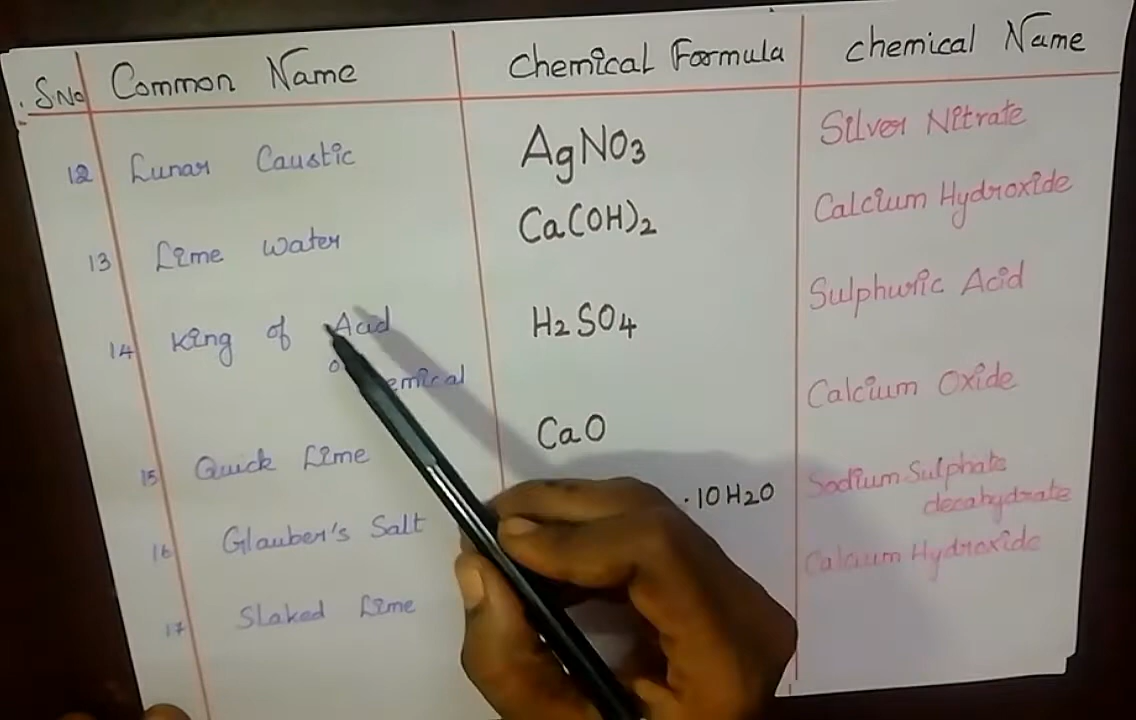 S.No Common Name Chemical Formula Chemical Name
12 Lunar Caustic AgNO3 Silver Nitrate
13 Lime water Ca(OH)2 Calcium Hydroxide
14 King of Acid H2SO4 Sulphuric Acid
emical
15 Quick Lime CaO Calcium Oxide
16 Glauber's Salt .10H2O Sodium Sulphate
decahydrate
17 Slaked Lime Calcium Hydroxide